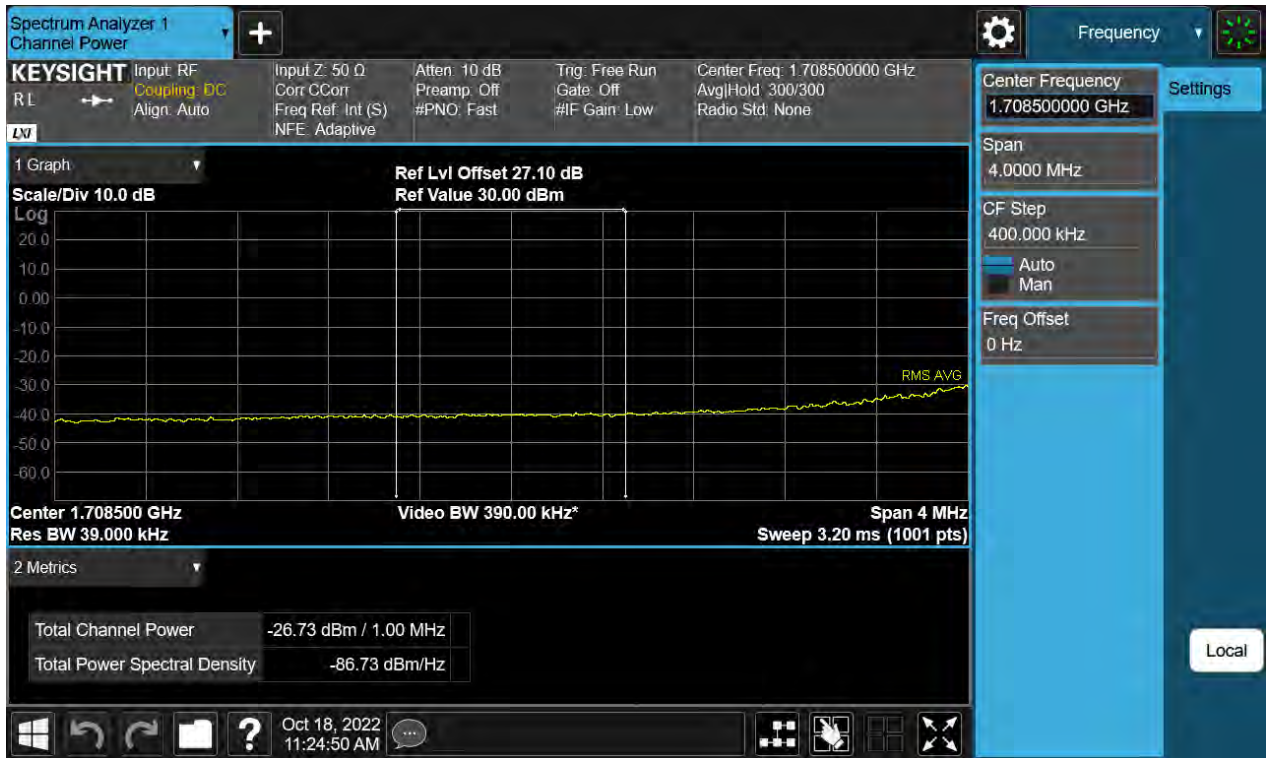 Spectrum Analyzer 1
Channel Power
+
Frequency
KEYSIGHT
RL
LXI
Input: RF
Coupling: DC
Align: Auto
Input Z: 50 Ω
Corr CCorr
Freq Ref: Int (S)
NFE: Adaptive
Atten: 10 dB
Preamp: Off
#PNO: Fast
Trig: Free Run
Gate: Off
#IF Gain: Low
Center Freq: 1.708500000 GHz
Avg|Hold: 300/300
Radio Std: None
Center Frequency
1.708500000 GHz
Settings
Span
4.0000 MHz
CF Step
400.000 kHz
Auto
Man
Freq Offset
0 Hz
Local
1 Graph
Scale/Div 10.0 dB
Ref Lvl Offset 27.10 dB
Ref Value 30.00 dBm
Log
20.0
10.0
0.00
-10.0
-20.0
-30.0
-40.0
-50.0
-60.0
RMS AVG
Center 1.708500 GHz
Video BW 390.00 kHz*
Span 4 MHz
Res BW 39.000 kHz
Sweep 3.20 ms (1001 pts)
2 Metrics
Total Channel Power -26.73 dBm / 1.00 MHz
Total Power Spectral Density -86.73 dBm/Hz
?
Oct 18, 2022
11:24:50 AM